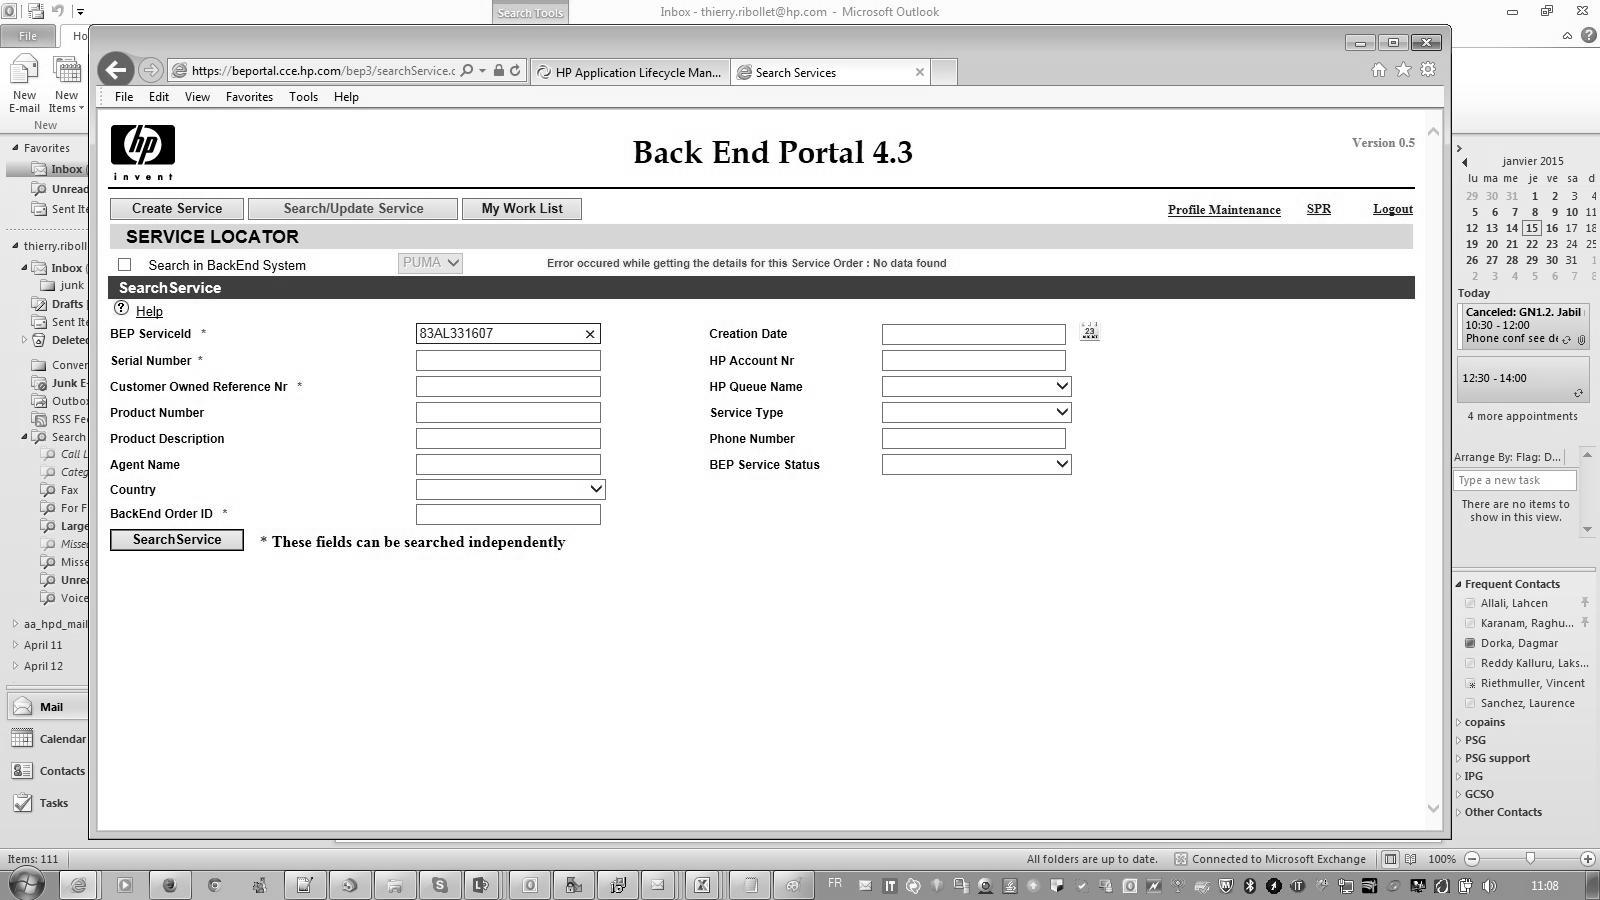 Search Tools
Inbox - thierry.ribollet@hp.com - Microsoft Outlook
File
Ho
New E-mail
New Items
New
https://beportal.cce.hp.com/bep3/searchService.c
HP Application Lifecycle Man...
Search Services
File Edit View Favorites Tools Help
hp
invent
Back End Portal 4.3
Version 0.5
Create Service
Search/Update Service
My Work List
Profile Maintenance
SPR
Logout
SERVICE LOCATOR
Search in BackEnd System
PUMA
Error occured while getting the details for this Service Order : No data found
SearchService
Help
BEP ServiceId *
83AL331607
Creation Date
23
Serial Number *
HP Account Nr
Customer Owned Reference Nr *
HP Queue Name
Product Number
Service Type
Product Description
Phone Number
Agent Name
BEP Service Status
Country
BackEnd Order ID *
SearchService
* These fields can be searched independently
Favorites
Inbox
Unread
Sent It
thierry.riboll
Inbox
junk
Drafts
Sent It
Deleted
Conver
Junk E-
Outbox
RSS Fee
Search
Call L
Categ
Fax
For F
Large
Missed
Misse
Unrea
Voice
aa_hpd_mail
April 11
April 12
Mail
Calendar
Contacts
Tasks
janvier 2015
lu ma me je ve sa d
29 30 31 1 2 3 4
5 6 7 8 9 10 11
12 13 14 15 16 17 18
19 20 21 22 23 24 25
26 27 28 29 30 31 1
2 3 4 5 6 7 8
Today
Canceled: GN1.2. Jabil
10:30 - 12:00
Phone conf see de
12:30 - 14:00
4 more appointments
Arrange By: Flag: D...
Type a new task
There are no items to
show in this view.
Frequent Contacts
Allali, Lahcen
Karanam, Raghu...
Dorka, Dagmar
Reddy Kalluru, Laks...
Riethmuller, Vincent
Sanchez, Laurence
copains
PSG
PSG support
IPG
GCSO
Other Contacts
Items: 111
All folders are up to date.
Connected to Microsoft Exchange
100%
FR
11:08